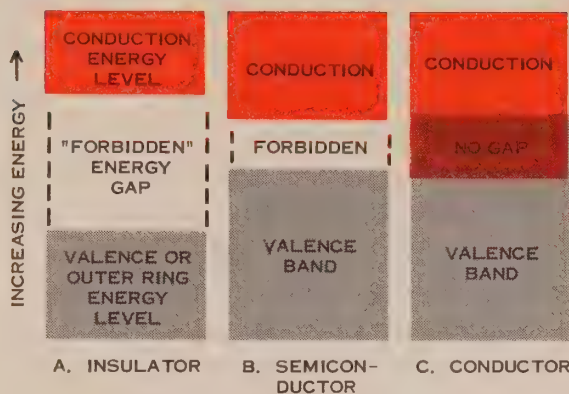 INCREASING ENERGY →
CONDUCTION
ENERGY
LEVEL
"FORBIDDEN"
ENERGY
GAP
VALENCE OR
OUTER RING
ENERGY
LEVEL
A. INSULATOR
CONDUCTION
FORBIDDEN
VALENCE
BAND
B. SEMICON-
DUCTOR
CONDUCTION
NO GAP
VALENCE
BAND
C. CONDUCTOR